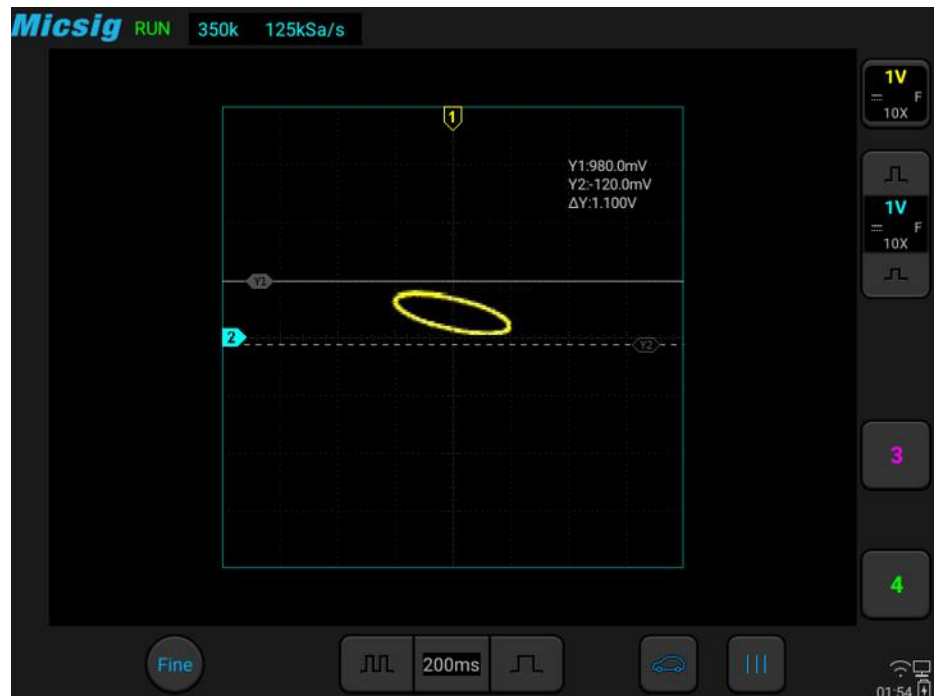 Micsig RUN 350k 125kSa/s
1
1V
F
10X
Y1:980.0mV
Y2:-120.0mV
ΔY:1.100V
1V
F
10X
Y1
2
Y2
3
4
Fine
200ms
01:54